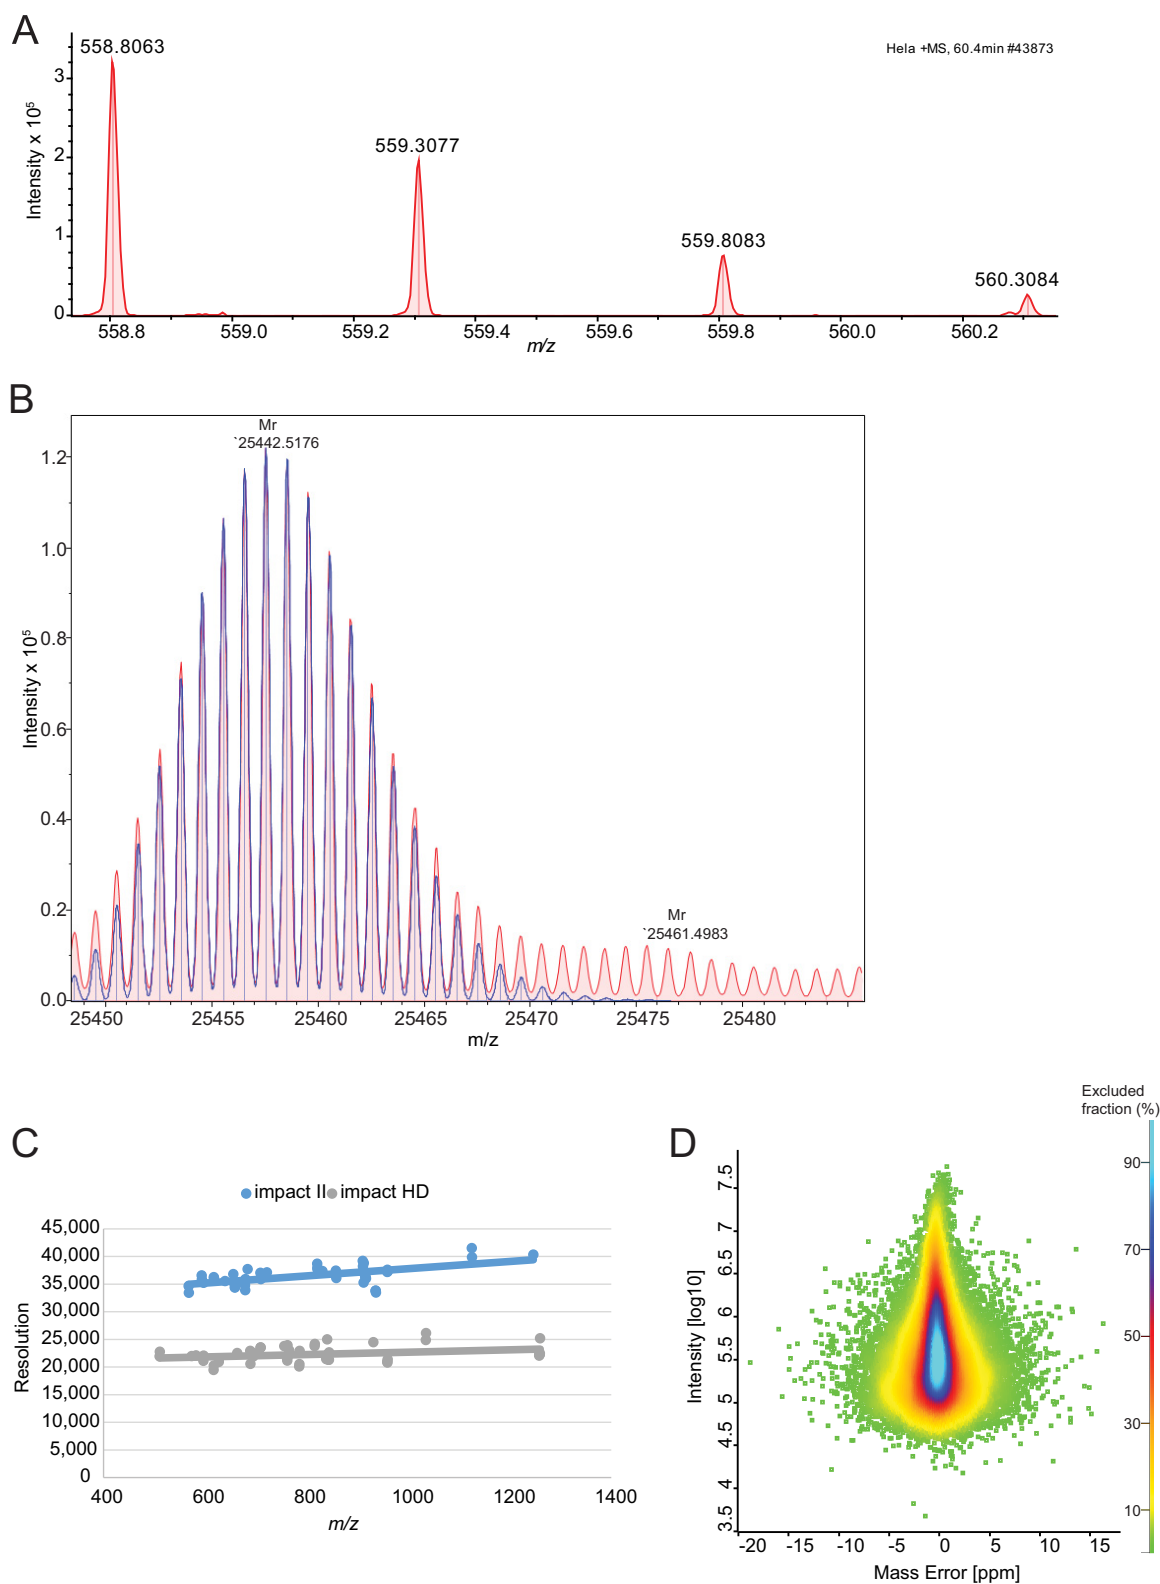 A
558.8063
Hela +MS, 60.4min #43873
559.3077
559.8083
560.3084
Intensity x 10⁵
3
2
1
0
558.8 559.0 559.2 559.4 559.6 559.8 560.0 560.2
m/z
B
Mr
`25442.5176
Mr
`25461.4983
Intensity x 10⁵
1.2
1.0
0.8
0.6
0.4
0.2
0.0
25450 25455 25460 25465 25470 25475 25480
m/z
C
impact II impact HD
Resolution
45,000
40,000
35,000
30,000
25,000
20,000
15,000
10,000
5,000
0
400 600 800 1000 1200 1400
m/z
D
Excluded
fraction (%)
90
70
50
30
10
Intensity [log10]
7.5
7
6.5
6
5.5
5
4.5
4
3.5
-20 -15 -10 -5 0 5 10 15
Mass Error [ppm]